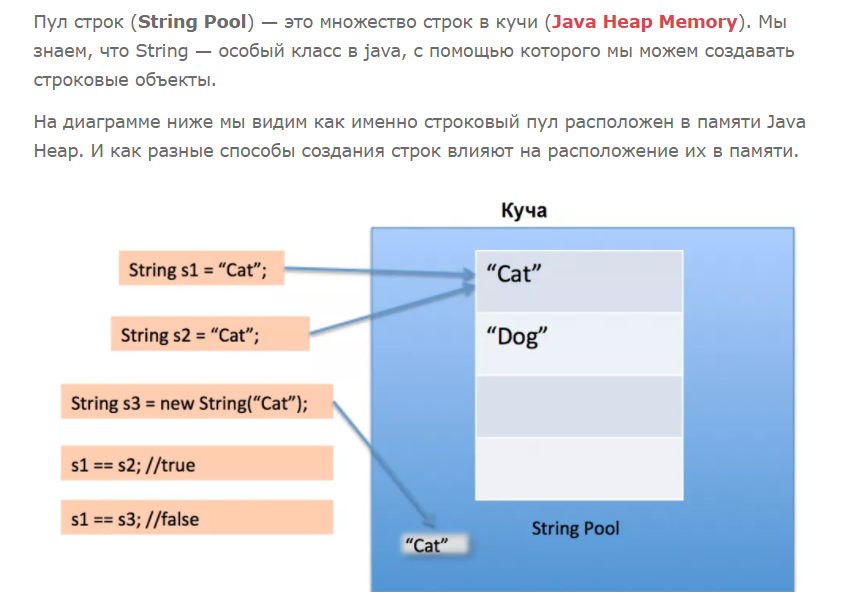 Пул строк (String Pool) — это множество строк в кучи (Java Heap Memory). Мы
знаем, что String — особый класс в java, с помощью которого мы можем создавать
строковые объекты.
На диаграмме ниже мы видим как именно строковый пул расположен в памяти Java
Heap. И как разные способы создания строк влияют на расположение их в памяти.
Куча
String s1 = “Cat”;
“Cat”
String s2 = “Cat”;
“Dog”
String s3 = new String(“Cat”);
s1 == s2; //true
s1 == s3; //false
String Pool
“Cat”